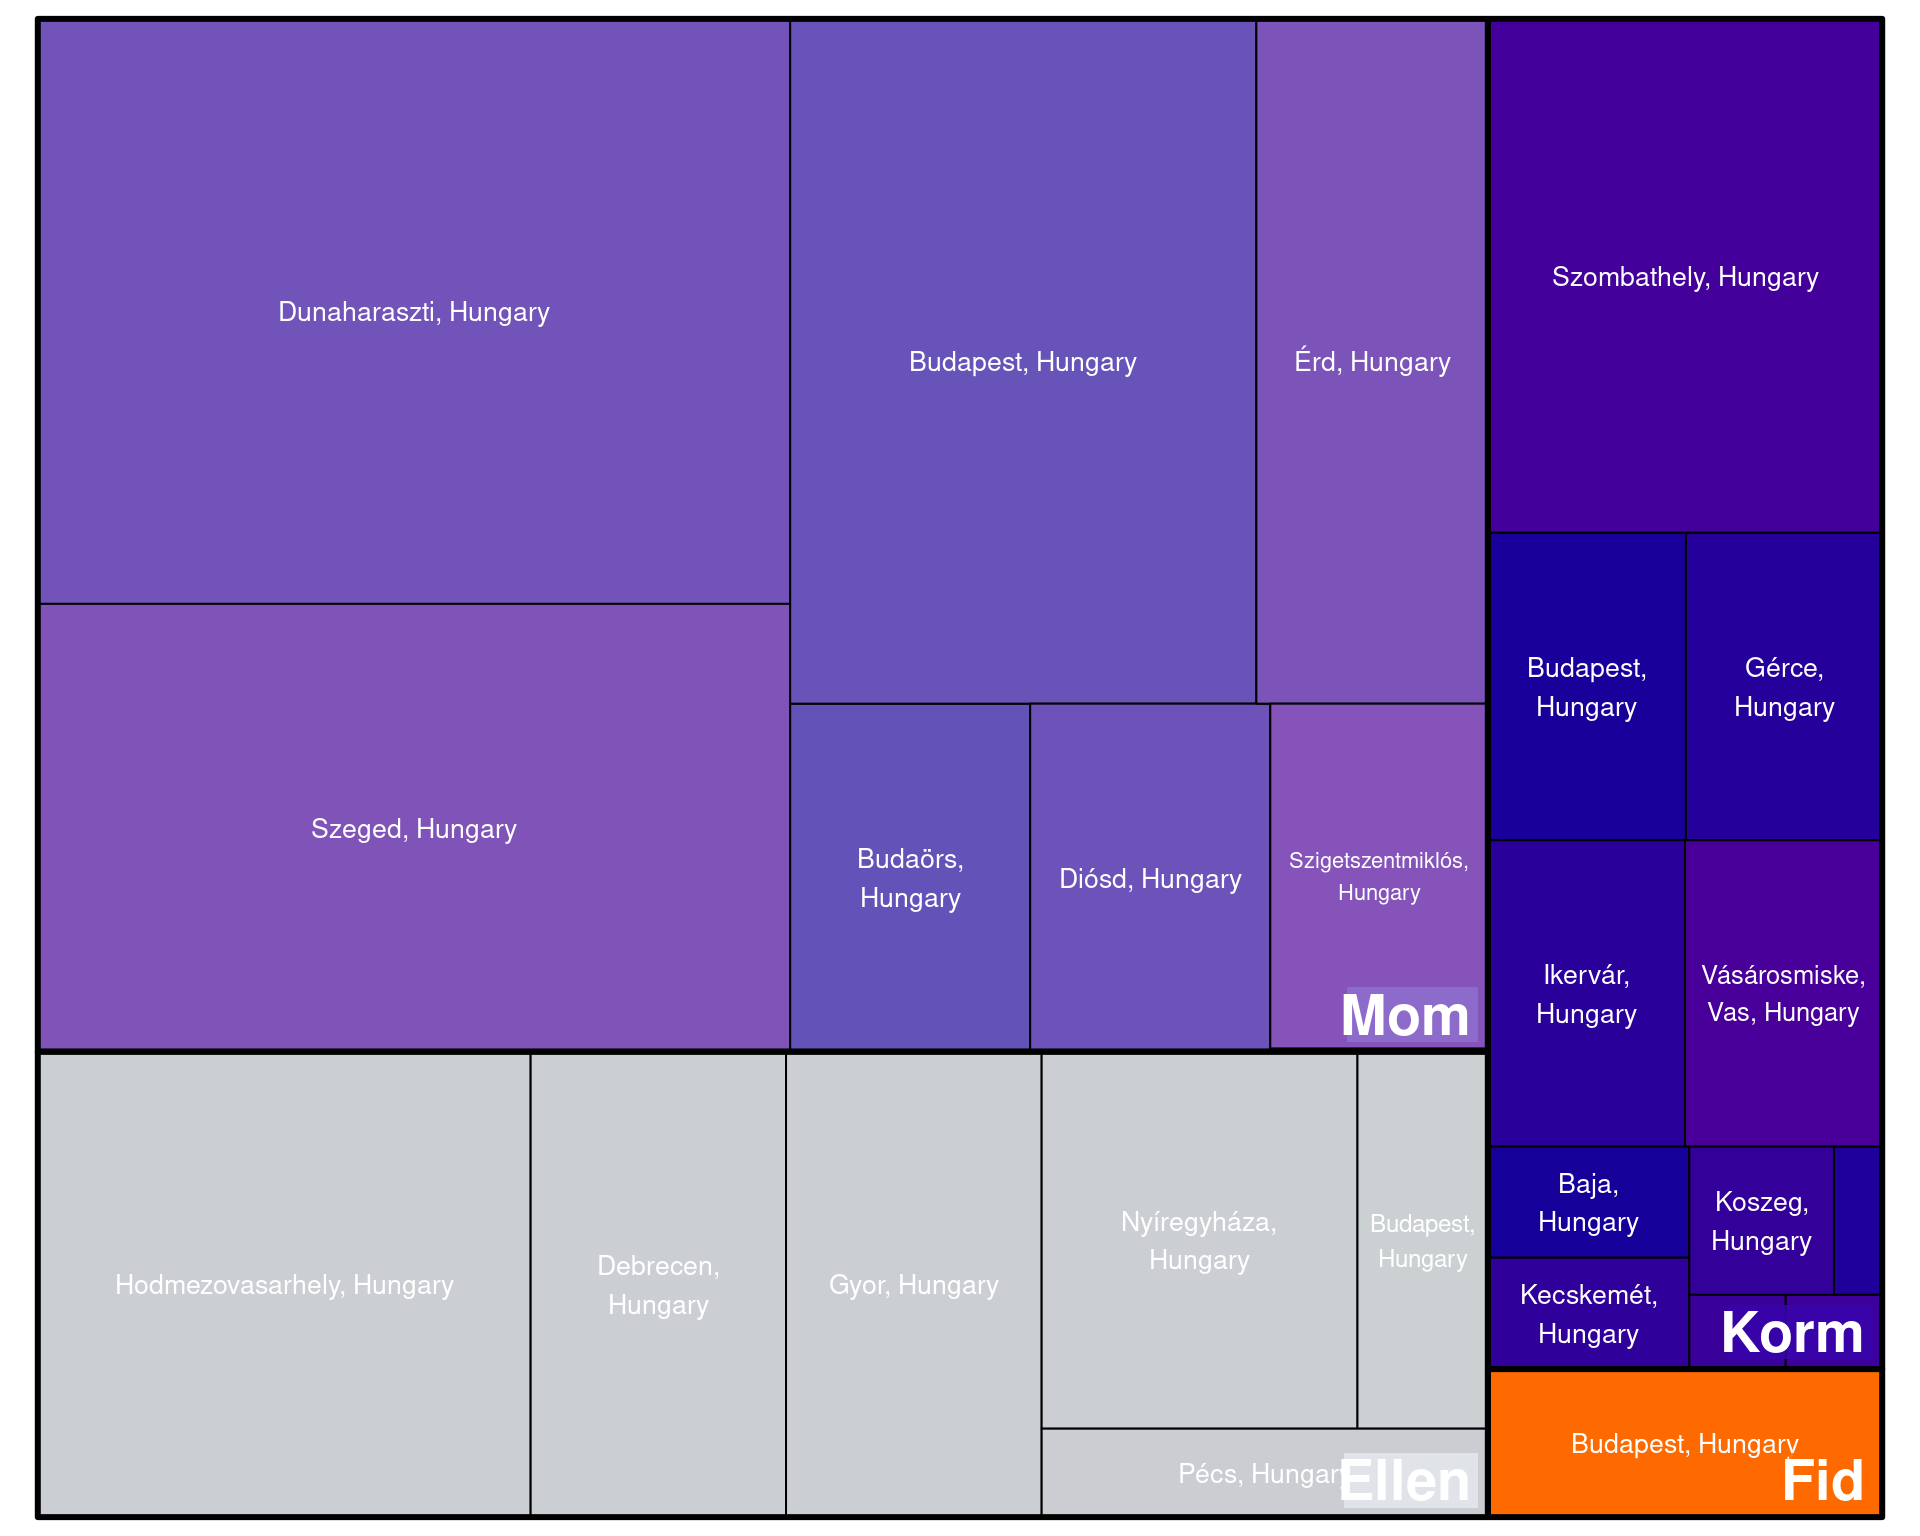 Dunaharaszti, Hungary
Szeged, Hungary
Budapest, Hungary
Érd, Hungary
Budaörs,
Hungary
Diósd, Hungary
Szigetszentmiklós,
Hungary
Mom
Hodmezovasarhely, Hungary
Debrecen,
Hungary
Gyor, Hungary
Nyíregyháza,
Hungary
Budapest,
Hungary
Pécs, Hungary
Ellen
Szombathely, Hungary
Budapest,
Hungary
Gérce,
Hungary
Ikervár,
Hungary
Vásárosmiske,
Vas, Hungary
Baja,
Hungary
Koszeg,
Hungary
Kecskemét,
Hungary
Korm
Budapest, Hungary
Fid